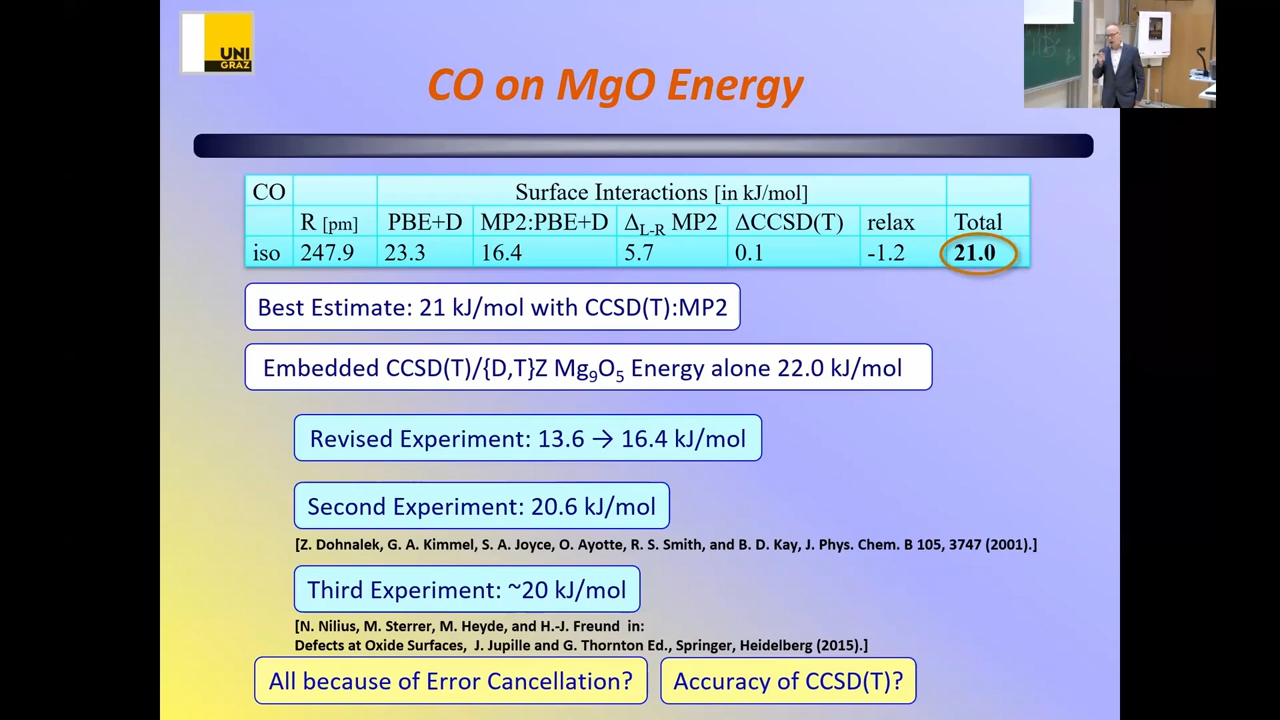 UNI
GRAZ
CO on MgO Energy
CO Surface Interactions [in kJ/mol]
R [pm] PBE+D MP2:PBE+D Δ_L-R MP2 ΔCCSD(T) relax Total
iso 247.9 23.3 16.4 5.7 0.1 -1.2 21.0
Best Estimate: 21 kJ/mol with CCSD(T):MP2
Embedded CCSD(T)/{D,T}Z Mg₉O₅ Energy alone 22.0 kJ/mol
Revised Experiment: 13.6 → 16.4 kJ/mol
Second Experiment: 20.6 kJ/mol
[Z. Dohnalek, G. A. Kimmel, S. A. Joyce, O. Ayotte, R. S. Smith, and B. D. Kay, J. Phys. Chem. B 105, 3747 (2001).]
Third Experiment: ~20 kJ/mol
[N. Nilius, M. Sterrer, M. Heyde, and H.-J. Freund in:
Defects at Oxide Surfaces, J. Jupille and G. Thornton Ed., Springer, Heidelberg (2015).]
All because of Error Cancellation? Accuracy of CCSD(T)?